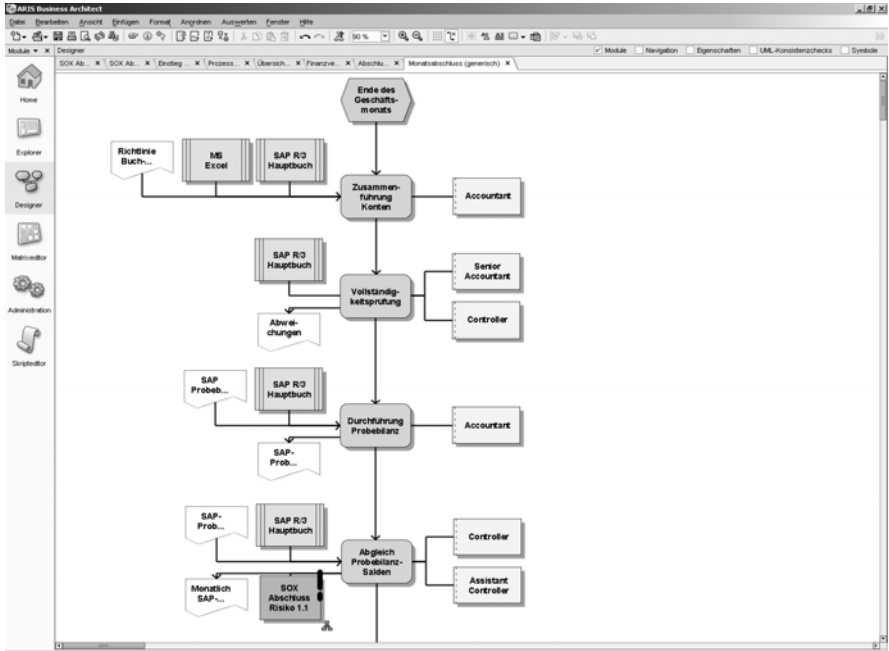 ARIS Business Architect
Datei Bearbeiten Ansicht Einfügen Format Anordnen Auswerten Fenster Hilfe
90 %
Module Designer Module Navigation Eigenschaften UML-Konsistenzchecks Symbole
SOX Ab... SOX Ab... Einstieg ... Prozess... Übersich... Finanzve... Abschlu... Monatsabschluss (generisch)
Home
Explorer
Designer
Matrixeditor
Administration
Skripteditor
Ende des
Geschäfts-
monats
Richtlinie
Buch-...
MS
Excel
SAP R/3
Hauptbuch
Zusammen-
führung
Konten
Accountant
SAP R/3
Hauptbuch
Vollständig-
keitsprüfung
Senior
Accountant
Controller
Abwei-
chungen
SAP
Probeb...
SAP R/3
Hauptbuch
Durchführung
Probebilanz
Accountant
SAP-
Prob...
SAP-
Prob...
SAP R/3
Hauptbuch
Abgleich
Probebilanz-
Salden
Controller
Assistant
Controller
Monatlich
SAP-...
SOX
Abschluss
Risiko 1.1